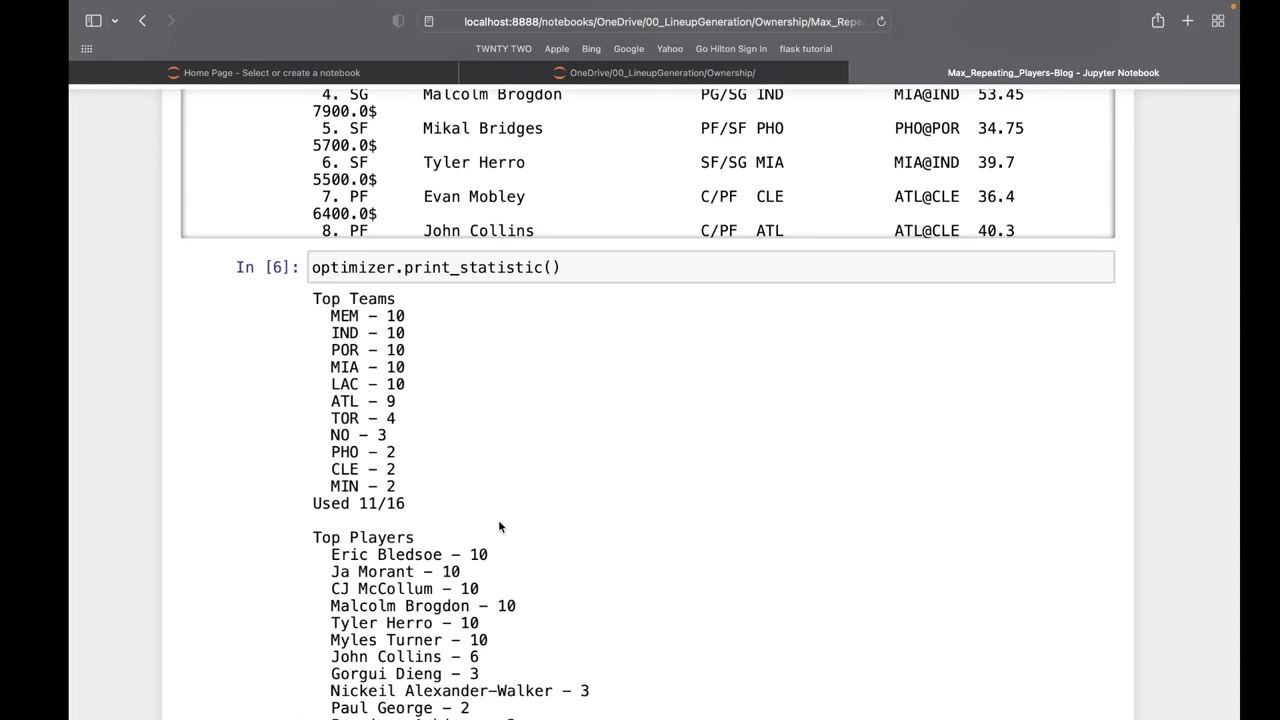 localhost:8888/notebooks/OneDrive/00_LineupGeneration/Ownership/Max_Repe
TWNTY TWO Apple Bing Google Yahoo Go Hilton Sign In flask tutorial
Home Page - Select or create a notebook OneDrive/00_LineupGeneration/Ownership/ Max_Repeating_Players-Blog - Jupyter Notebook
4. SG Malcolm Brogdon PG/SG IND MIA@IND 53.45
7900.0$
5. SF Mikal Bridges PF/SF PHO PHO@POR 34.75
5700.0$
6. SF Tyler Herro SF/SG MIA MIA@IND 39.7
5500.0$
7. PF Evan Mobley C/PF CLE ATL@CLE 36.4
6400.0$
8. PF John Collins C/PF ATL ATL@CLE 40.3
In [6]: optimizer.print_statistic()
Top Teams
MEM – 10
IND – 10
POR – 10
MIA – 10
LAC – 10
ATL – 9
TOR – 4
NO – 3
PHO – 2
CLE – 2
MIN – 2
Used 11/16
Top Players
Eric Bledsoe – 10
Ja Morant – 10
CJ McCollum – 10
Malcolm Brogdon – 10
Tyler Herro – 10
Myles Turner – 10
John Collins – 6
Gorgui Dieng – 3
Nickeil Alexander–Walker – 3
Paul George – 2